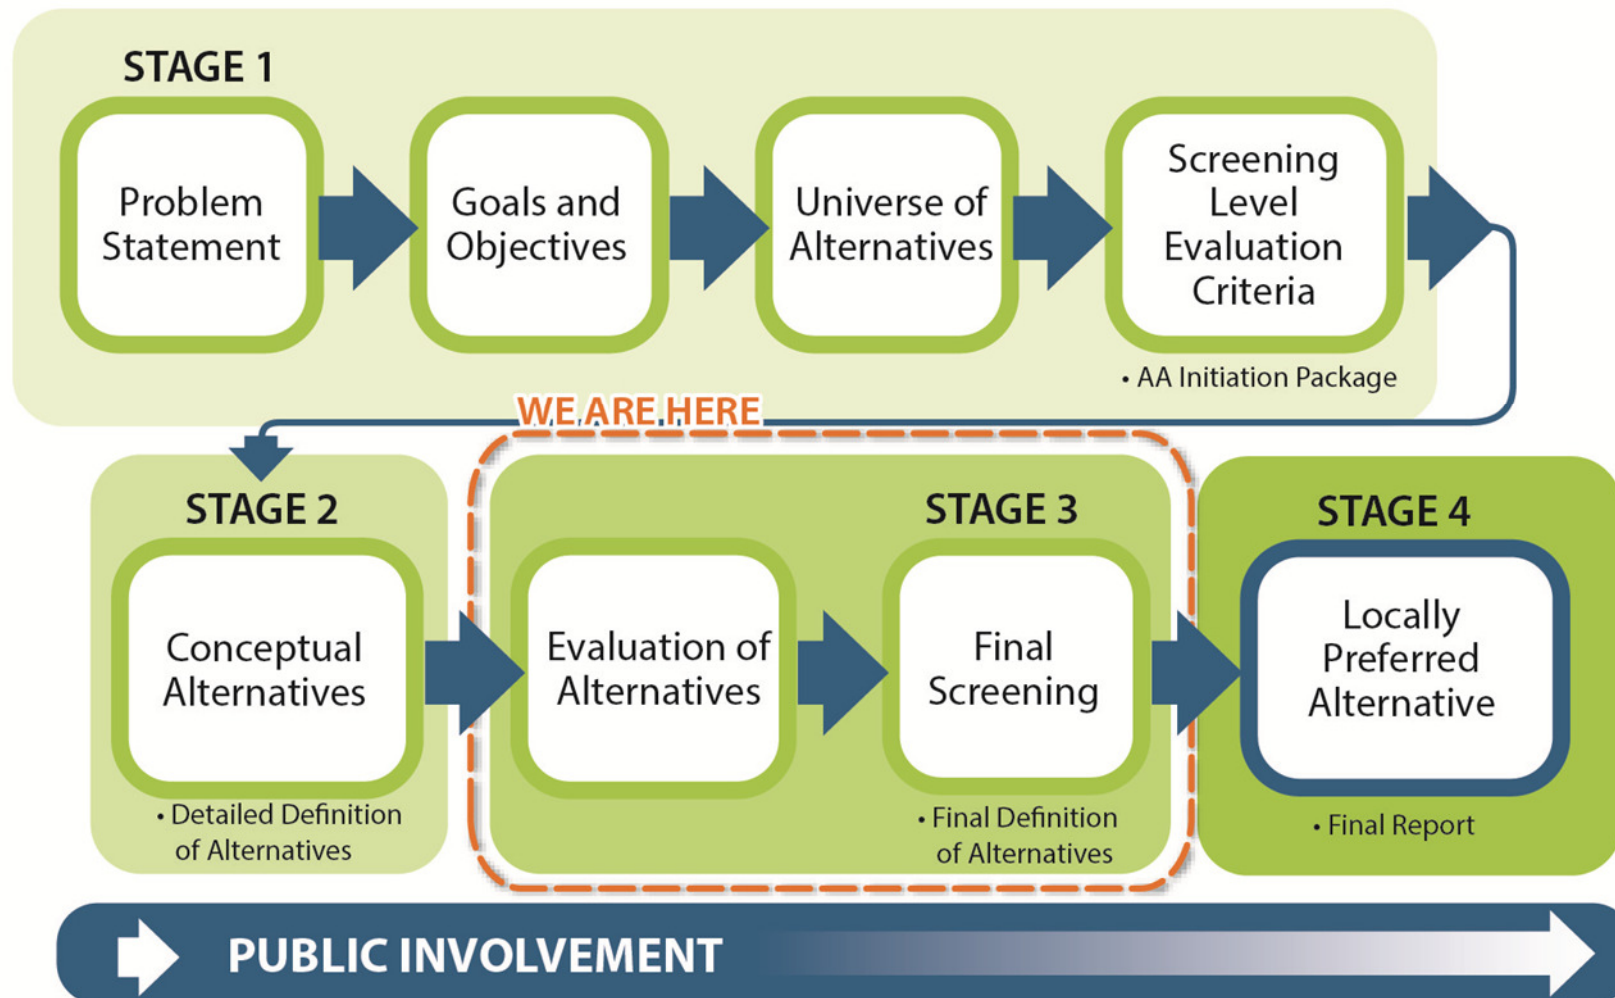 STAGE 1
Problem
Statement
Goals and
Objectives
Universe of
Alternatives
Screening
Level
Evaluation
Criteria
• AA Initiation Package
WE ARE HERE
STAGE 2
Conceptual
Alternatives
• Detailed Definition
of Alternatives
STAGE 3
Evaluation of
Alternatives
Final
Screening
• Final Definition
of Alternatives
STAGE 4
Locally
Preferred
Alternative
• Final Report
PUBLIC INVOLVEMENT